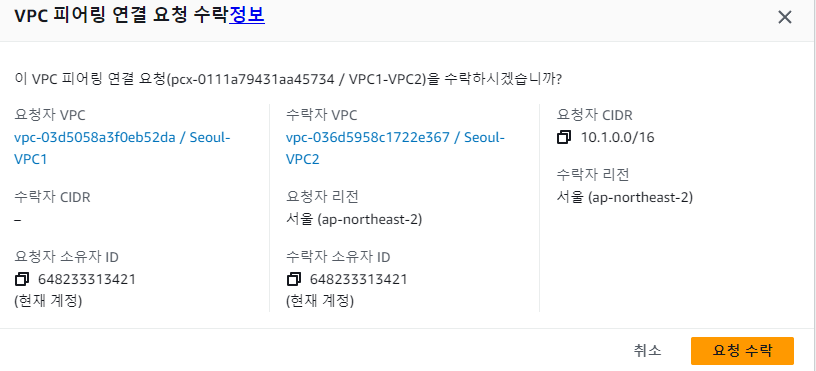 VPC 피어링 연결 요청 수락정보
이 VPC 피어링 연결 요청(pcx-0111a79431aa45734 / VPC1-VPC2)을 수락하시겠습니까?
요청자 VPC
vpc-03d5058a3f0eb52da / Seoul-
VPC1
수락자 CIDR
–
요청자 소유자 ID
648233313421
(현재 계정)
수락자 VPC
vpc-036d5958c1722e367 / Seoul-
VPC2
요청자 리전
서울 (ap-northeast-2)
수락자 소유자 ID
648233313421
(현재 계정)
요청자 CIDR
10.1.0.0/16
수락자 리전
서울 (ap-northeast-2)
취소
요청 수락